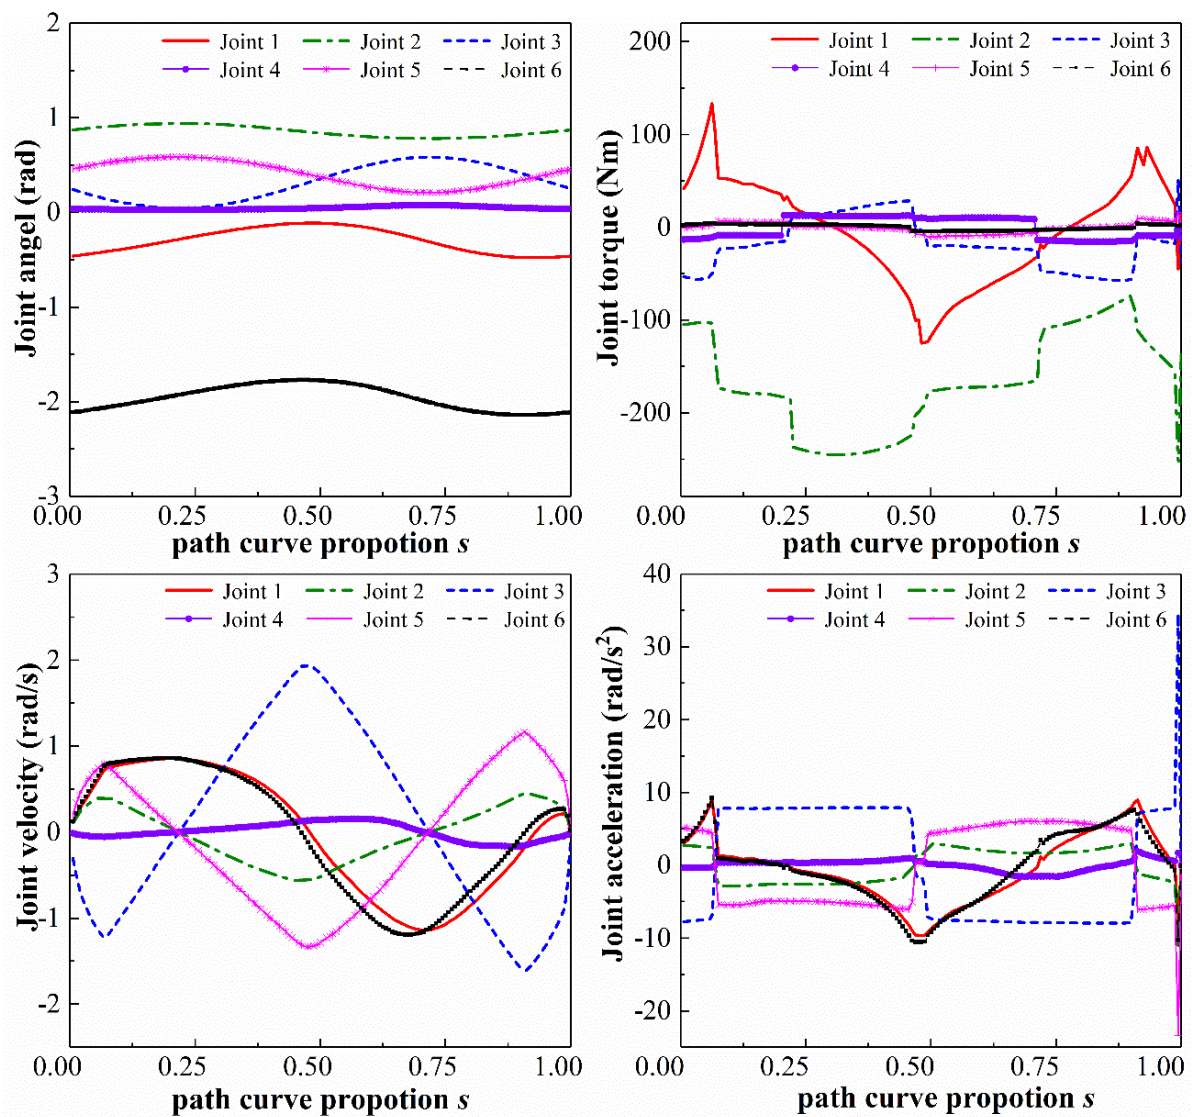 2
1
0
-1
-2
-3
Joint angel (rad)
Joint 1 Joint 2 Joint 3
Joint 4 Joint 5 Joint 6
0.00 0.25 0.50 0.75 1.00
path curve propotion s
200
100
0
-100
-200
Joint torque (Nm)
Joint 1 Joint 2 Joint 3
Joint 4 Joint 5 Joint 6
0.00 0.25 0.50 0.75 1.00
path curve propotion s
3
2
1
0
-1
-2
Joint velocity (rad/s)
Joint 1 Joint 2 Joint 3
Joint 4 Joint 5 Joint 6
0.00 0.25 0.50 0.75 1.00
path curve propotion s
40
30
20
10
0
-10
-20
Joint acceleration (rad/s²)
Joint 1 Joint 2 Joint 3
Joint 4 Joint 5 Joint 6
0.00 0.25 0.50 0.75 1.00
path curve propotion s